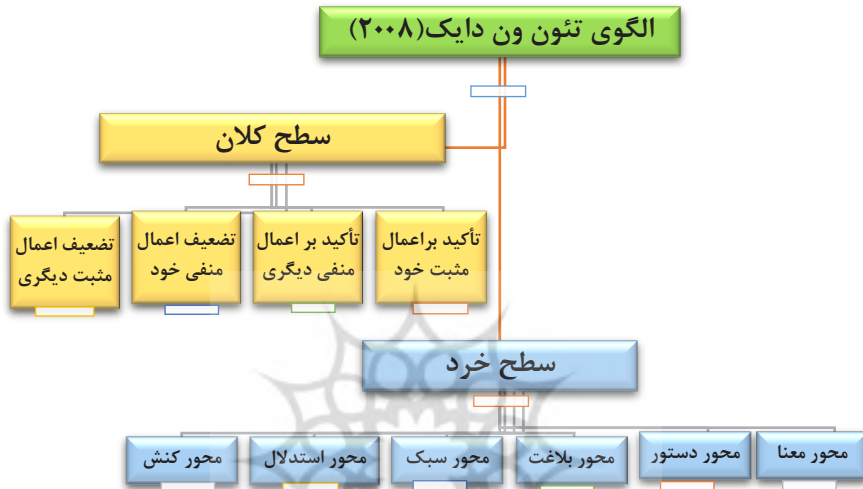 الگوی تئون ون دایک(۲۰۰۸)
سطح کلان
تأکید براعمال
مثبت خود
تأکید بر اعمال
منفی دیگری
تضعیف اعمال
منفی خود
تضعیف اعمال
مثبت دیگری
سطح خرد
محور معنا
محور دستور
محور بلاغت
محور سبک
محور استدلال
محور کنش